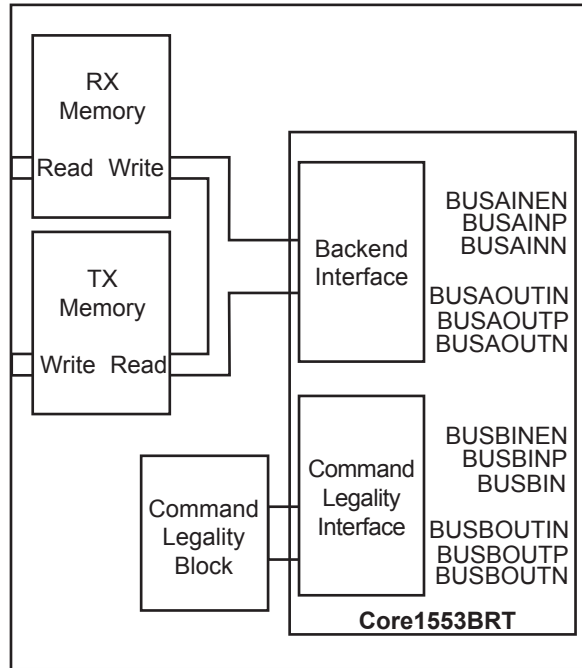 RX
Memory
Read Write
TX
Memory
Write Read
Backend
Interface
BUSAINEN
BUSAINP
BUSAINN
BUSAOUTIN
BUSAOUTP
BUSAOUTN
Command
Legality
Block
Command
Legality
Interface
BUSBINEN
BUSBINP
BUSBIN
BUSBOUTIN
BUSBOUTP
BUSBOUTN
Core1553BRT